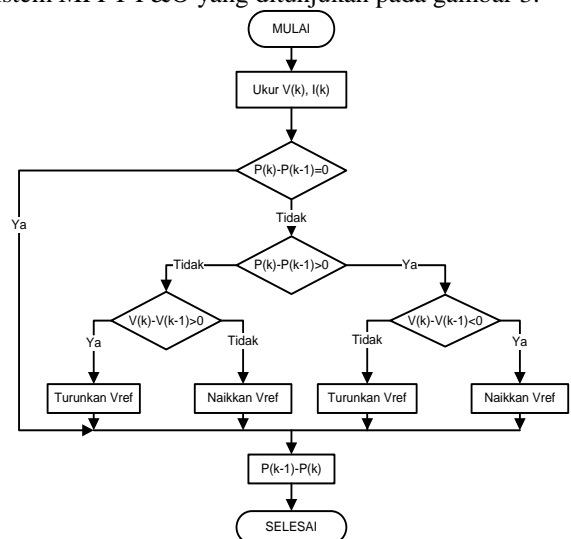 MPPT P&O yang ditunjukan pada gambar 3.
MULAI
Ukur V(k), I(k)
P(k)-P(k-1)=0
Ya
Tidak
P(k)-P(k-1)>0
Tidak
Ya
V(k)-V(k-1)>0
V(k)-V(k-1)<0
Ya
Tidak
Tidak
Ya
Turunkan Vref
Naikkan Vref
Turunkan Vref
Naikkan Vref
P(k-1)-P(k)
SELESAI